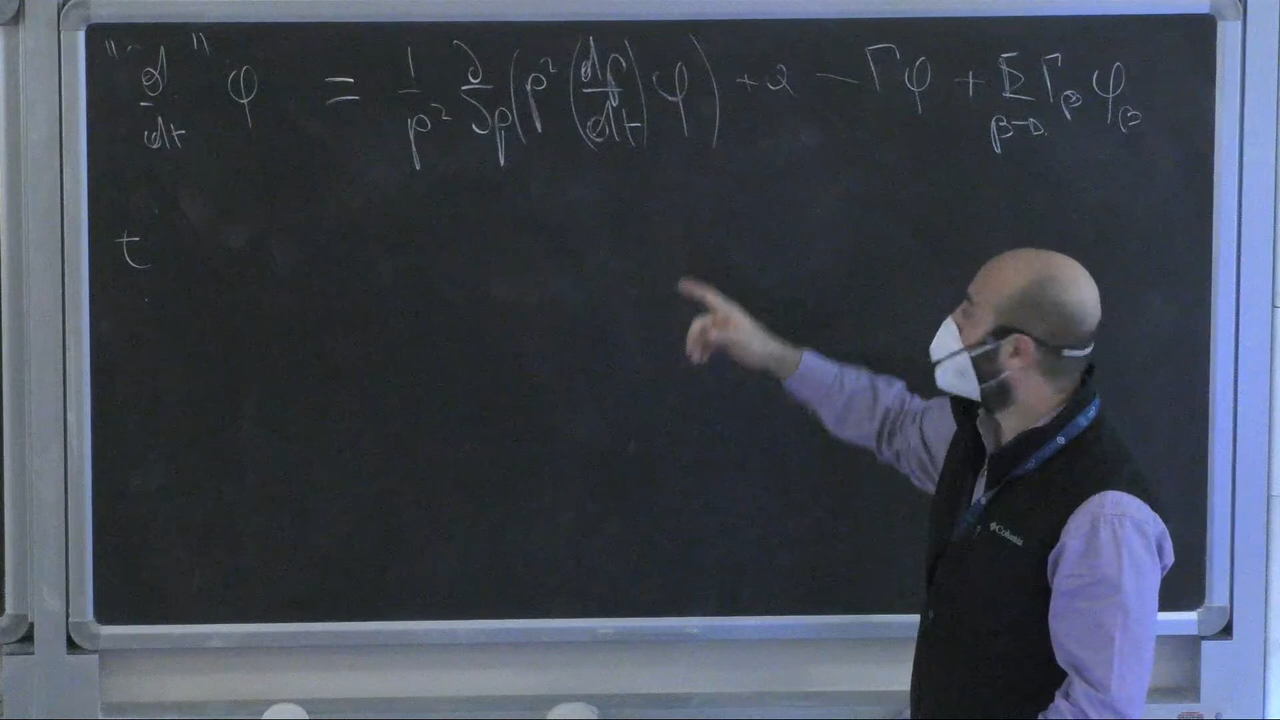 "d/dt" φ = 1/p² ∂/∂p (p² (dp/dt) φ) + Q − Γφ + Σ_{β→α} Γ_β φ_β
t
Columbia